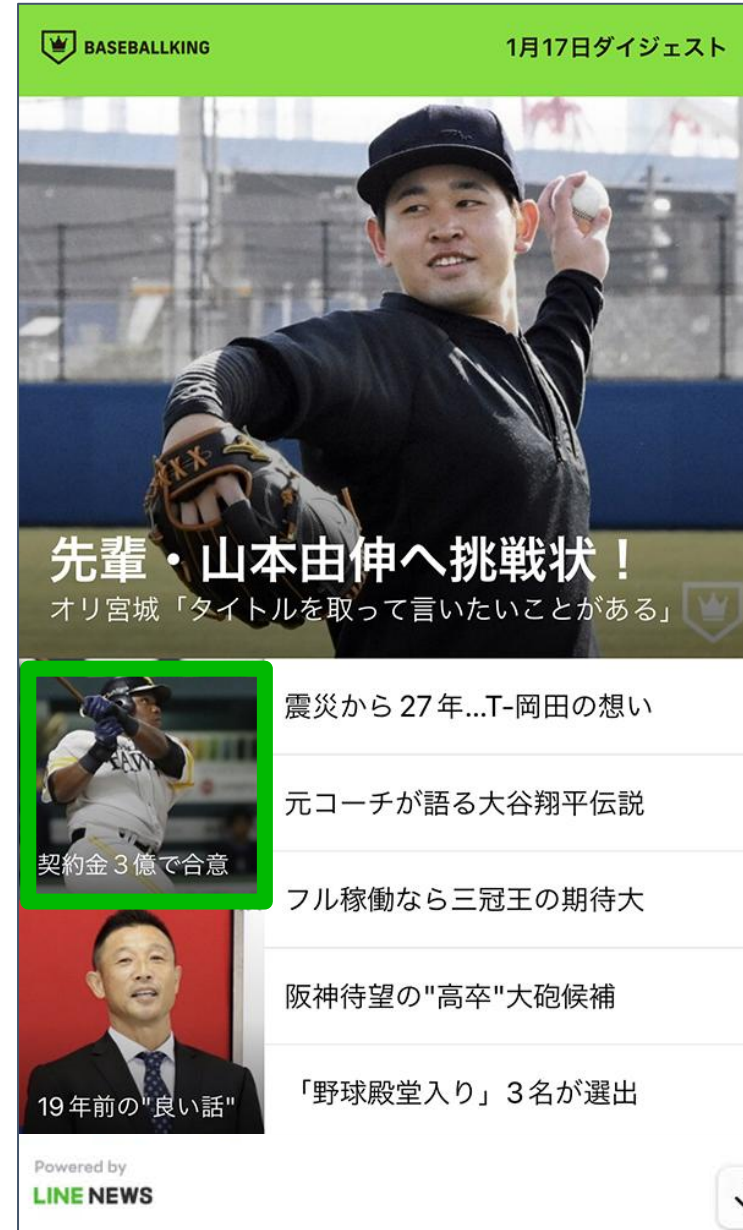 BASEBALLKING
1月17日ダイジェスト
先輩・山本由伸へ挑戦状！
オリ宮城「タイトルを取って言いたいことがある」
契約金3億で合意
19年前の"良い話"
震災から27年...T-岡田の想い
元コーチが語る大谷翔平伝説
フル稼働なら三冠王の期待大
阪神待望の"高卒"大砲候補
「野球殿堂入り」3名が選出
Powered by
LINE NEWS